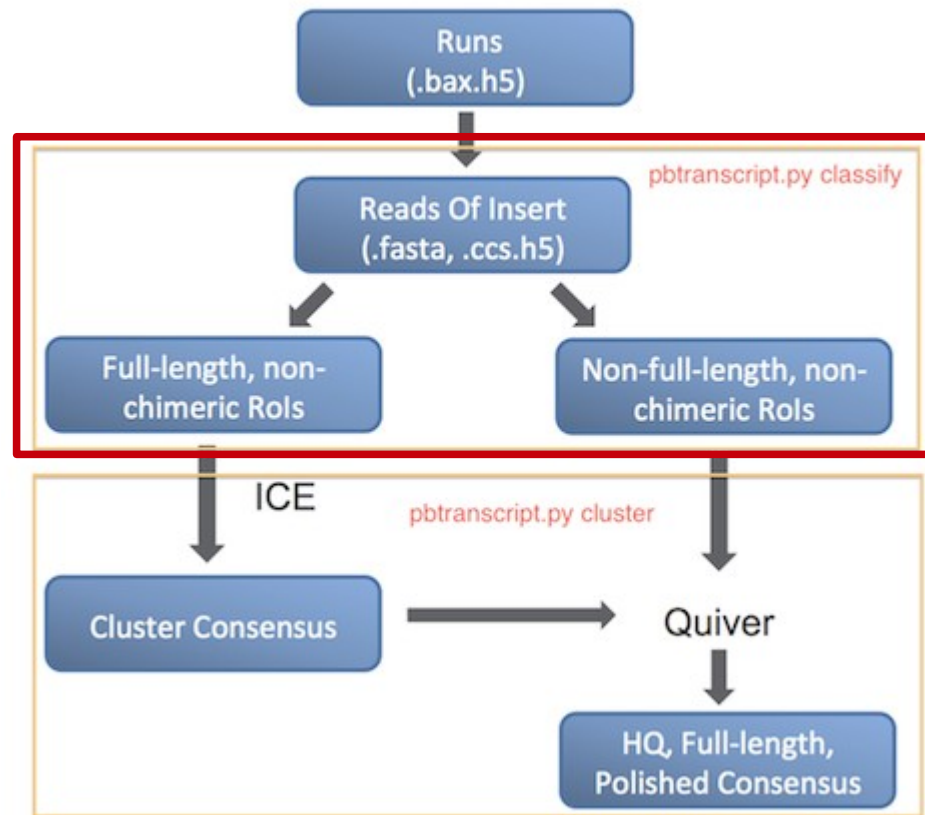 Runs
(.bax.h5)
pbtranscript.py classify
Reads Of Insert
(.fasta, .ccs.h5)
Full-length, non-
chimeric RoIs
Non-full-length, non-
chimeric RoIs
ICE
pbtranscript.py cluster
Cluster Consensus
Quiver
HQ, Full-length,
Polished Consensus